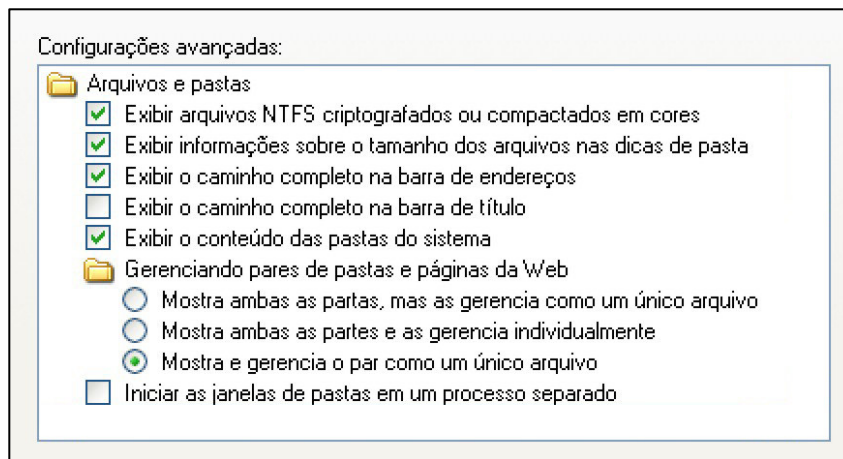 Configurações avançadas:
Arquivos e pastas
Exibir arquivos NTFS criptografados ou compactados em cores
Exibir informações sobre o tamanho dos arquivos nas dicas de pasta
Exibir o caminho completo na barra de endereços
Exibir o caminho completo na barra de título
Exibir o conteúdo das pastas do sistema
Gerenciando pares de pastas e páginas da Web
Mostra ambas as partas, mas as gerencia como um único arquivo
Mostra ambas as partes e as gerencia individualmente
Mostra e gerencia o par como um único arquivo
Iniciar as janelas de pastas em um processo separado